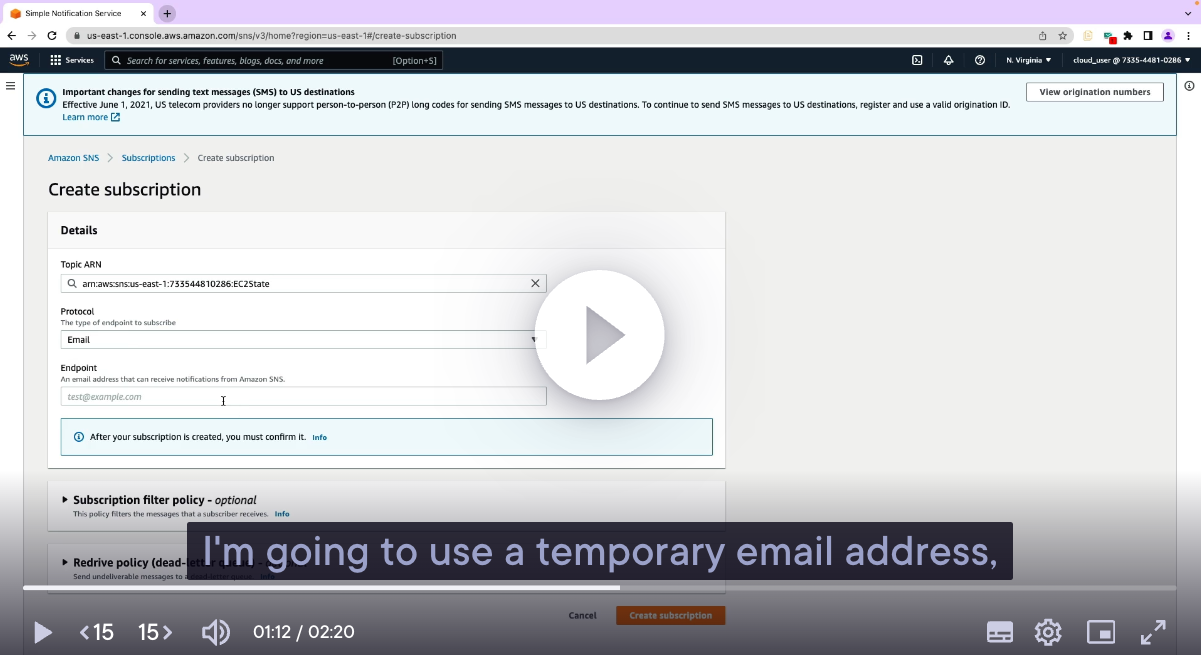 Simple Notification Service
us-east-1.console.aws.amazon.com/sns/v3/home?region=us-east-1#/create-subscription
aws Services Search for services, features, blogs, docs, and more [Option+S] N. Virginia cloud_user @ 7335-4481-0286
Important changes for sending text messages (SMS) to US destinations
Effective June 1, 2021, US telecom providers no longer support person-to-person (P2P) long codes for sending SMS messages to US destinations. To continue to send SMS messages to US destinations, register and use a valid origination ID.
Learn more
View origination numbers
Amazon SNS > Subscriptions > Create subscription
Create subscription
Details
Topic ARN
arn:aws:sns:us-east-1:733544810286:EC2State
Protocol
The type of endpoint to subscribe
Email
Endpoint
An email address that can receive notifications from Amazon SNS.
test@example.com
After your subscription is created, you must confirm it. Info
Subscription filter policy - optional
This policy filters the messages that a subscriber receives. Info
I'm going to use a temporary email address,
Redrive policy (dead-letter queue)
Send undeliverable messages to a dead-letter queue. Info
Cancel Create subscription
15 15 01:12 / 02:20